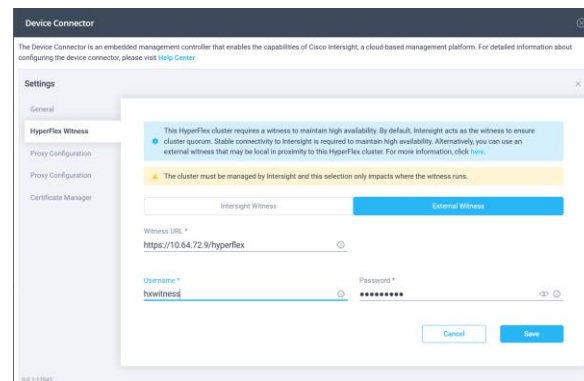 Device Connector
The Device Connector is an embedded management controller that enables the capabilities of Cisco Intersight, a cloud-based management platform. For detailed information about
configuring the device connector, please visit Help Center
Settings
General
HyperFlex Witness
Proxy Configuration
Proxy Configuration
Certificate Manager
This HyperFlex cluster requires a witness to maintain high availability. By default, Intersight acts as the witness to ensure
cluster quorum. Stable connectivity to Intersight is required to maintain high availability. Alternatively, you can use an
external witness that may be local in proximity to this HyperFlex cluster. For more information, click here.
The cluster must be managed by Intersight and this selection only impacts where the witness runs.
Intersight Witness
External Witness
Witness URL *
https://10.64.72.9/hyperflex
Username *
Password *
hxwitness
Cancel
Save